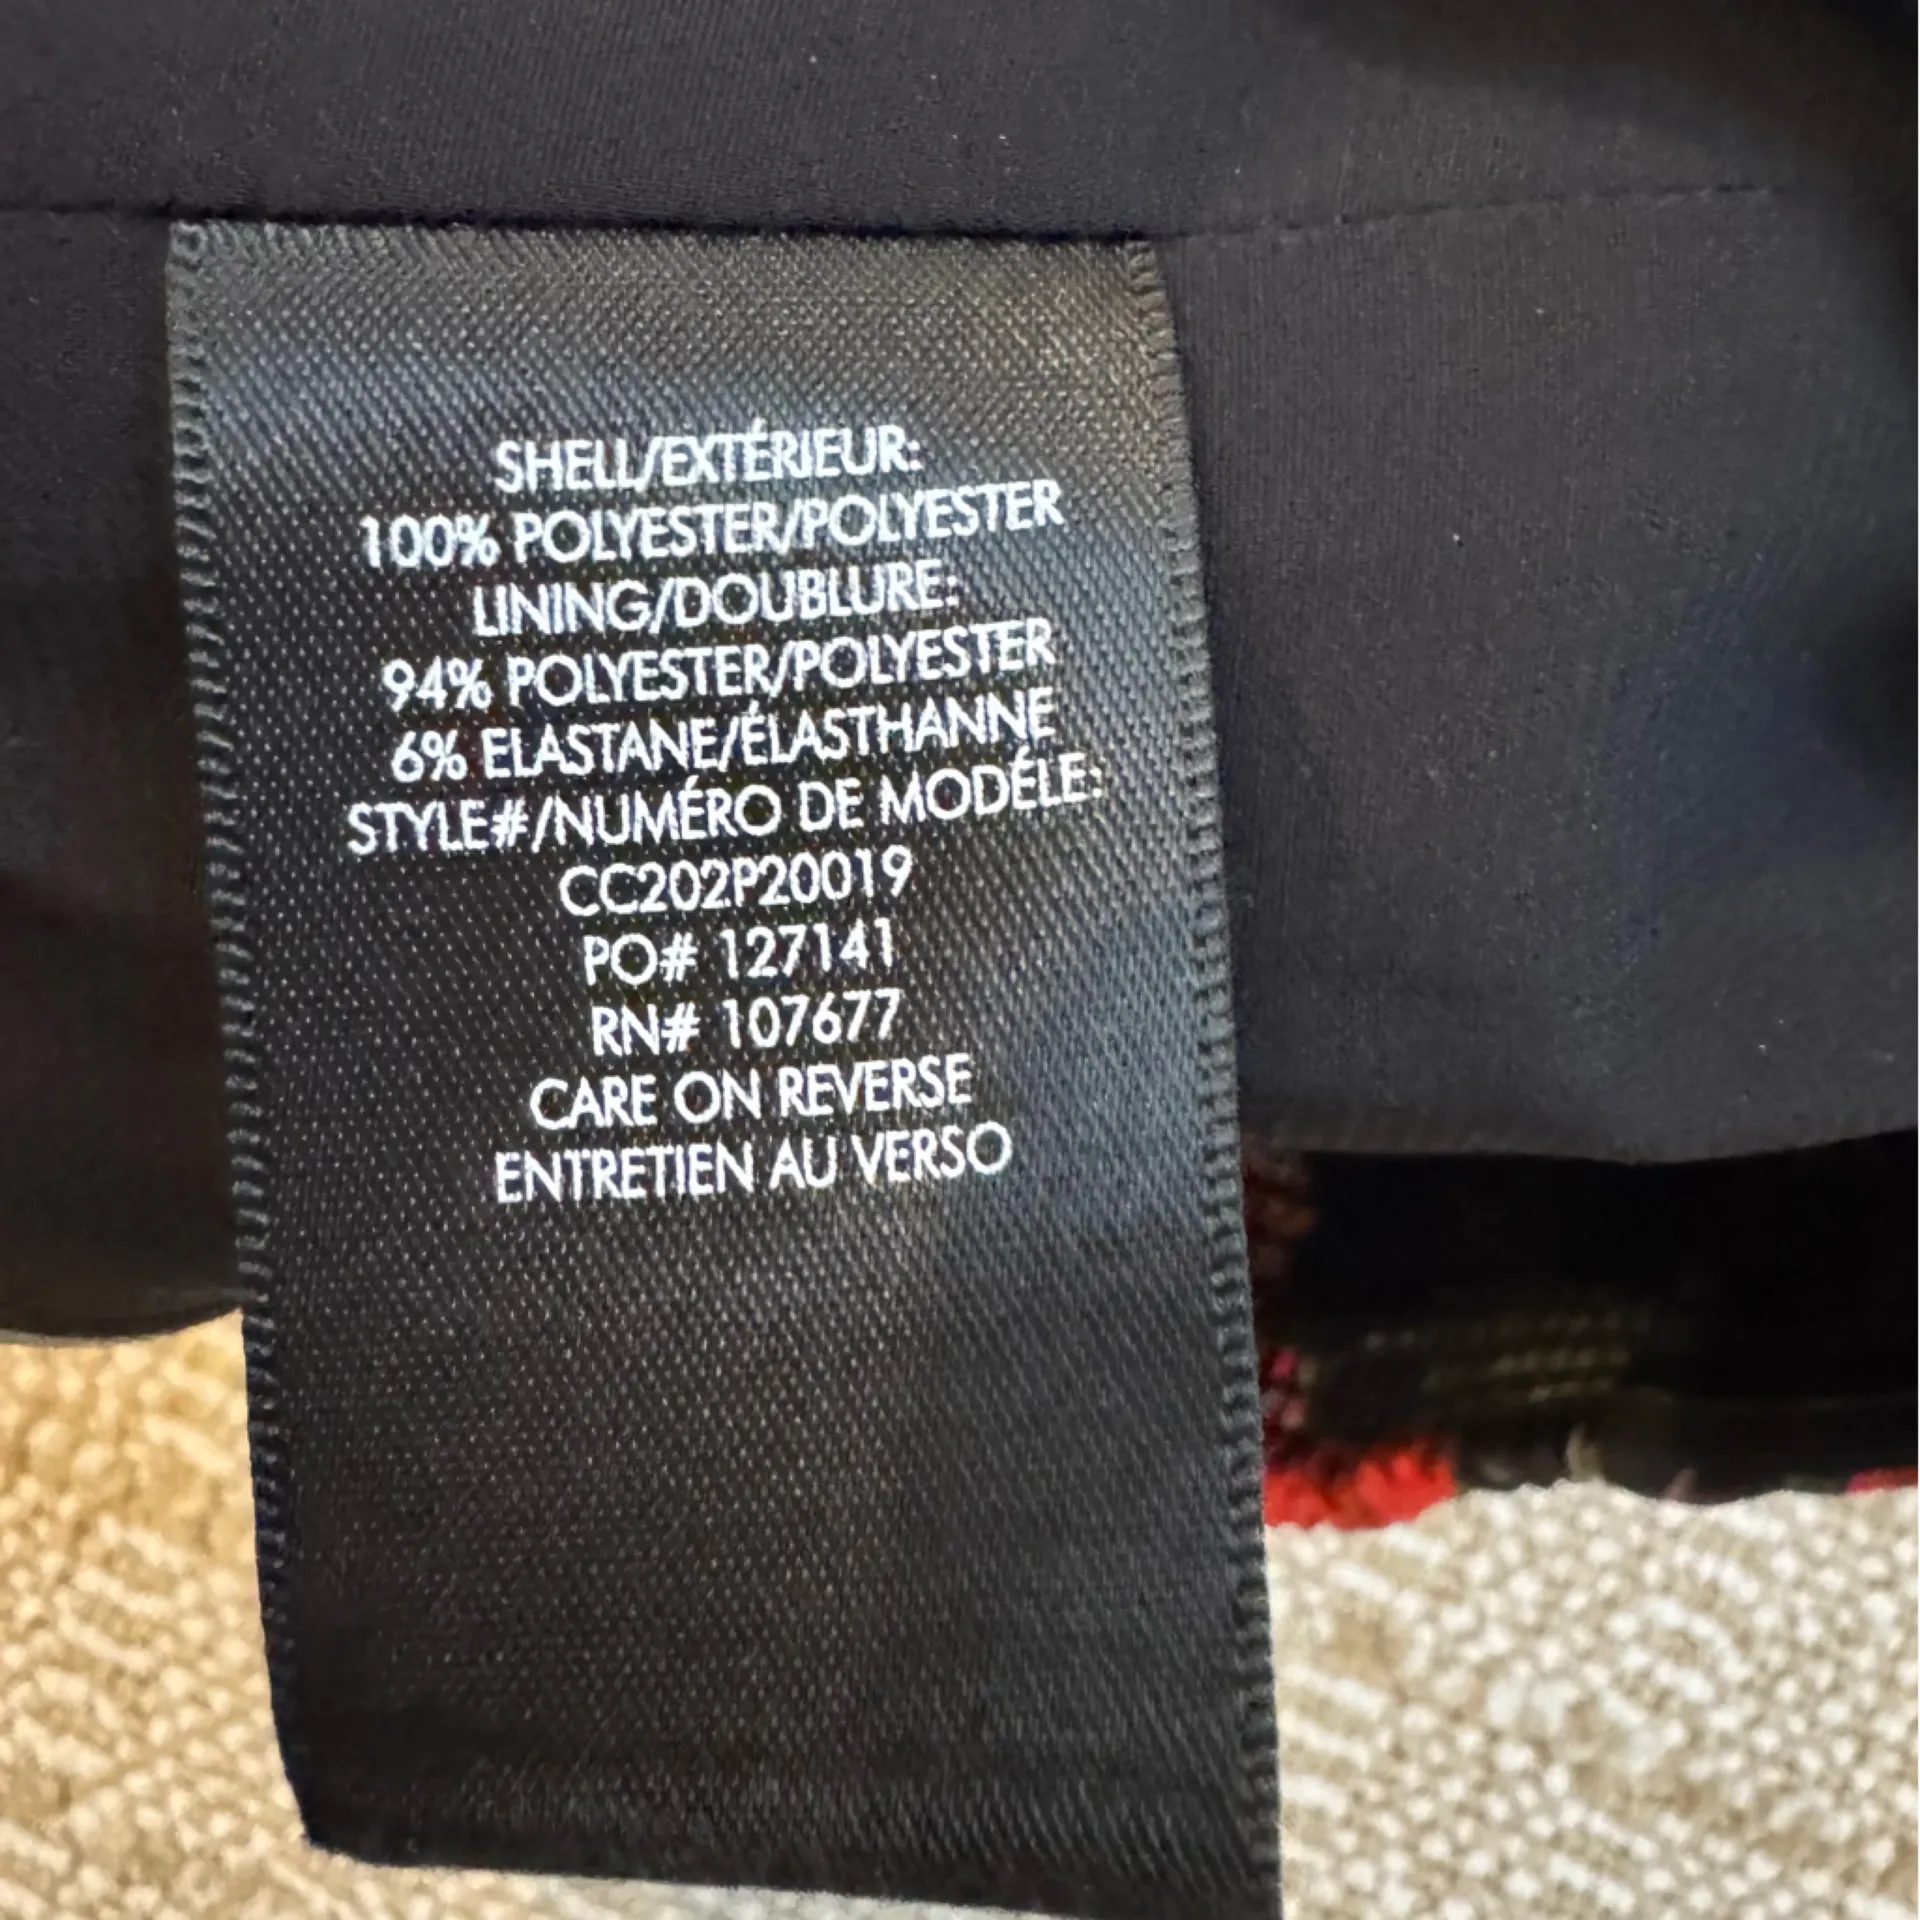 SHELL/EXTÉRIEUR:
100% POLYESTER/POLYESTER
LINING/DOUBLURE:
94% POLYESTER/POLYESTER
6% ELASTANE/ÉLASTHANNE
STYLE#/NUMÉRO DE MODÉLE:
CC202P20019
PO# 127141
RN# 107677
CARE ON REVERSE
ENTRETIEN AU VERSO